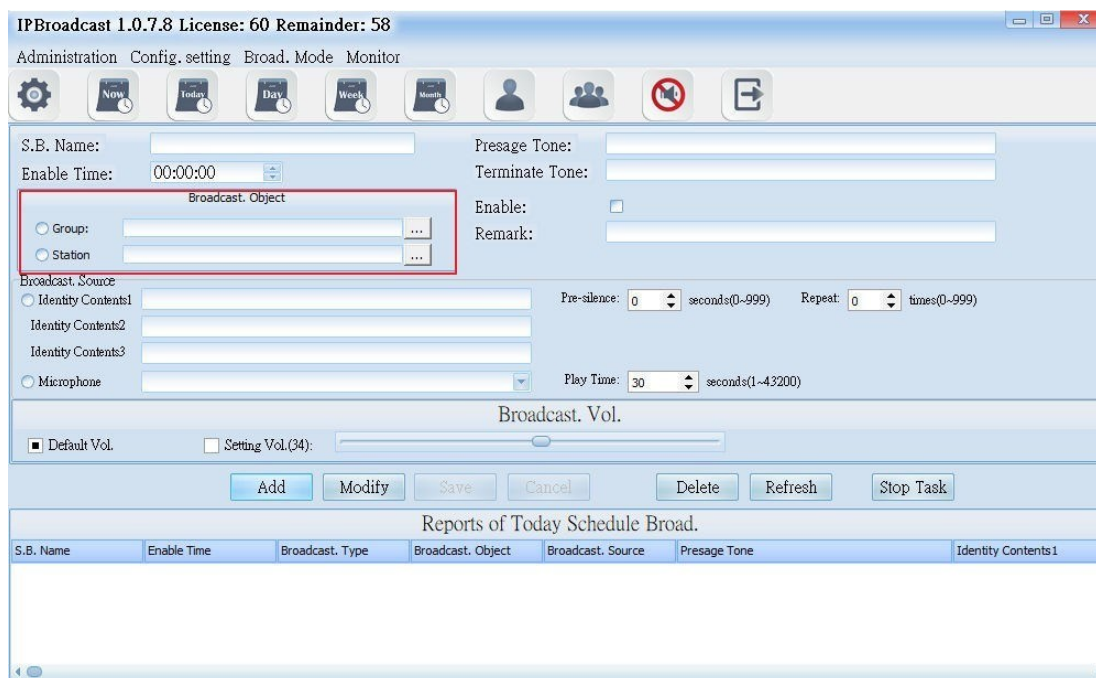 IPBroadcast 1.0.7.8 License: 60 Remainder: 58
Administration Config. setting Broad. Mode Monitor
Now Today Day Week Month
S.B. Name: Presage Tone:
Enable Time: 00:00:00 Terminate Tone:
Broadcast. Object
Enable:
Group: ...
Remark:
Station ...
Broadcast. Source
Identity Contents1 Pre-silence: 0 seconds(0~999) Repeat: 0 times(0~999)
Identity Contents2
Identity Contents3
Microphone Play Time: 30 seconds(1~43200)
Broadcast. Vol.
Default Vol. Setting Vol.(34):
Add Modify Save Cancel Delete Refresh Stop Task
Reports of Today Schedule Broad.
S.B. Name Enable Time Broadcast. Type Broadcast. Object Broadcast. Source Presage Tone Identity Contents1